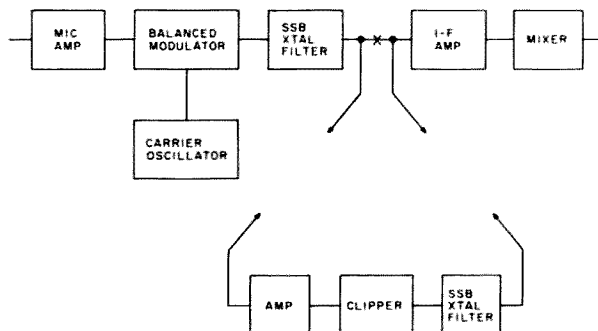 MIC
AMP
BALANCED
MODULATOR
SSB
XTAL
FILTER
I-F
AMP
MIXER
CARRIER
OSCILLATOR
AMP
CLIPPER
SSB
XTAL
FILTER